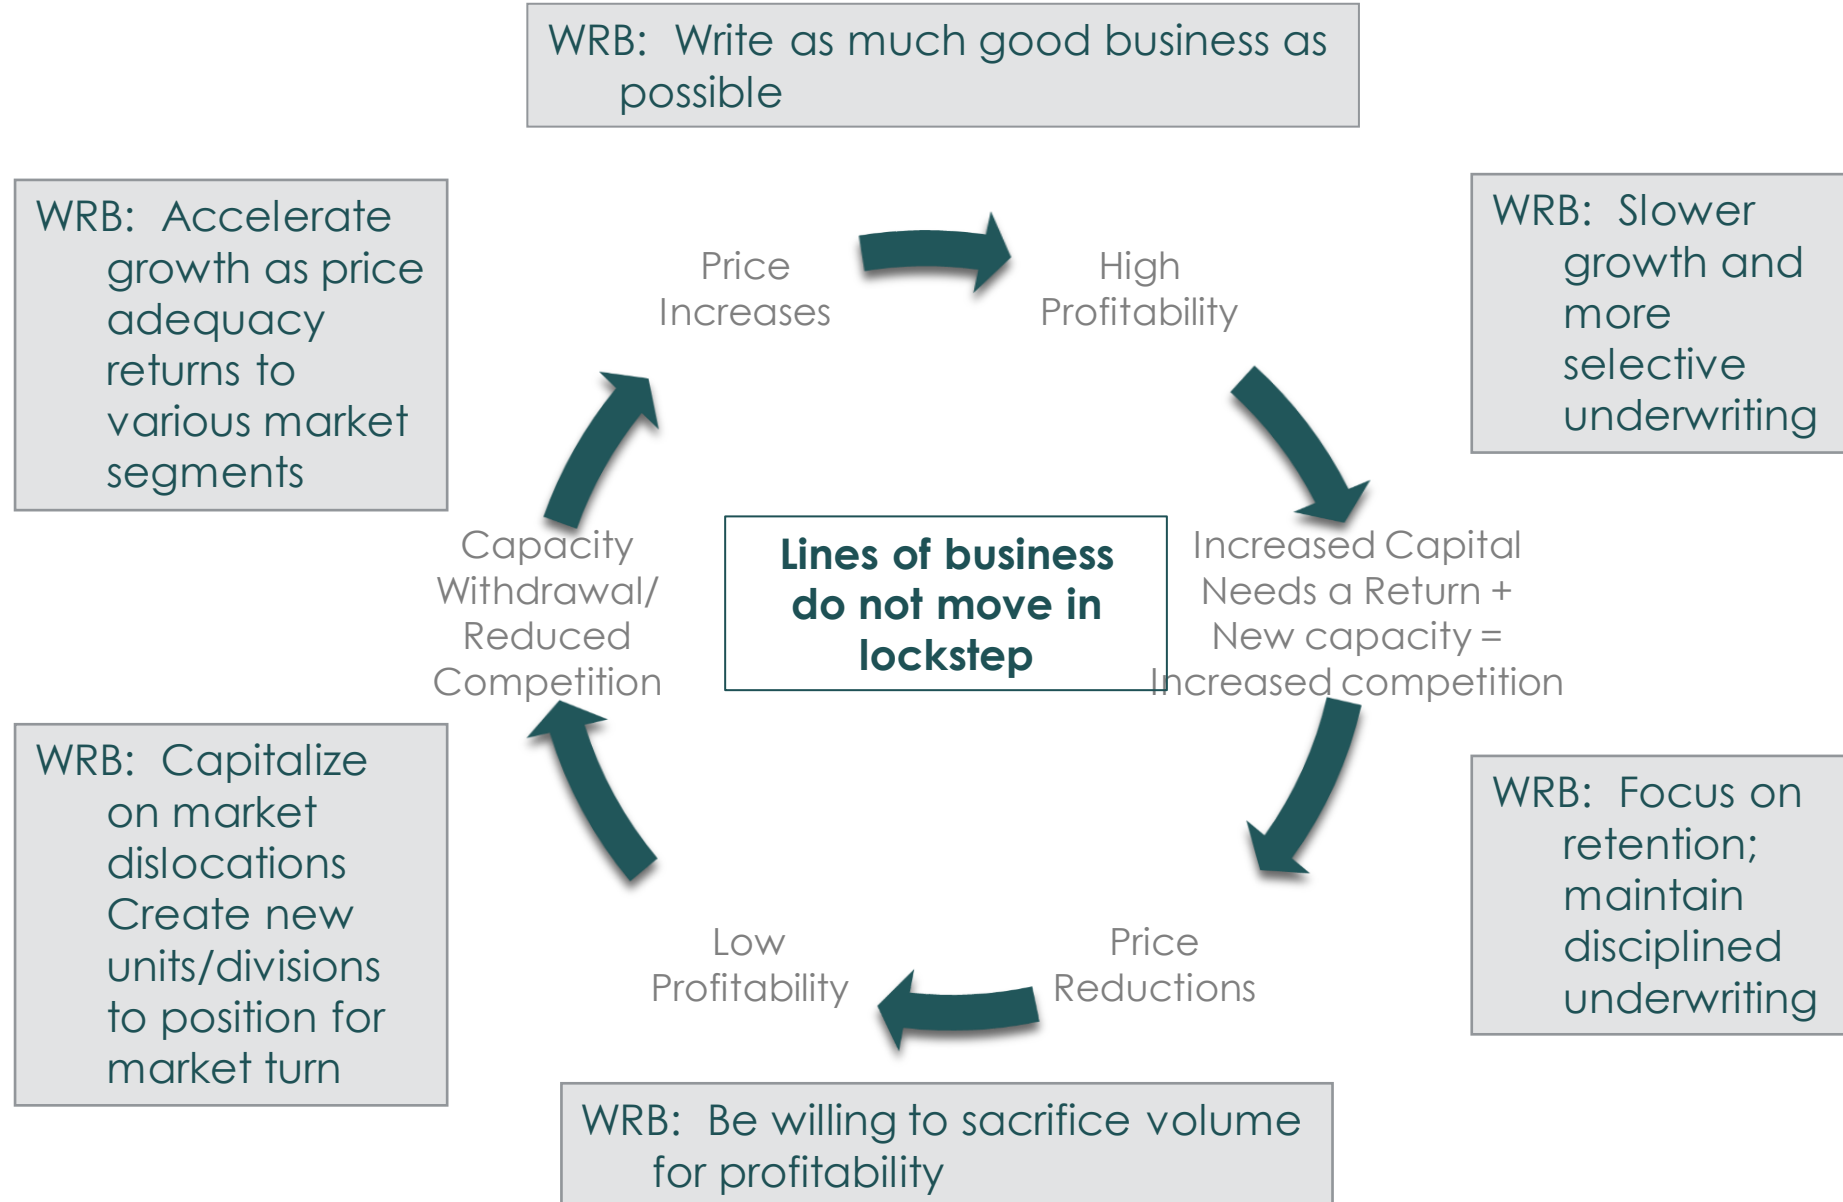 WRB: Write as much good business as
possible
WRB: Accelerate
growth as price
adequacy
returns to
various market
segments
Price
Increases
High
Profitability
WRB: Slower
growth and
more
selective
underwriting
Capacity
Withdrawal/
Reduced
Competition
Lines of business
do not move in
lockstep
Increased Capital
Needs a Return +
New capacity =
Increased competition
WRB: Capitalize
on market
dislocations
Create new
units/divisions
to position for
market turn
Low
Profitability
Price
Reductions
WRB: Focus on
retention;
maintain
disciplined
underwriting
WRB: Be willing to sacrifice volume
for profitability